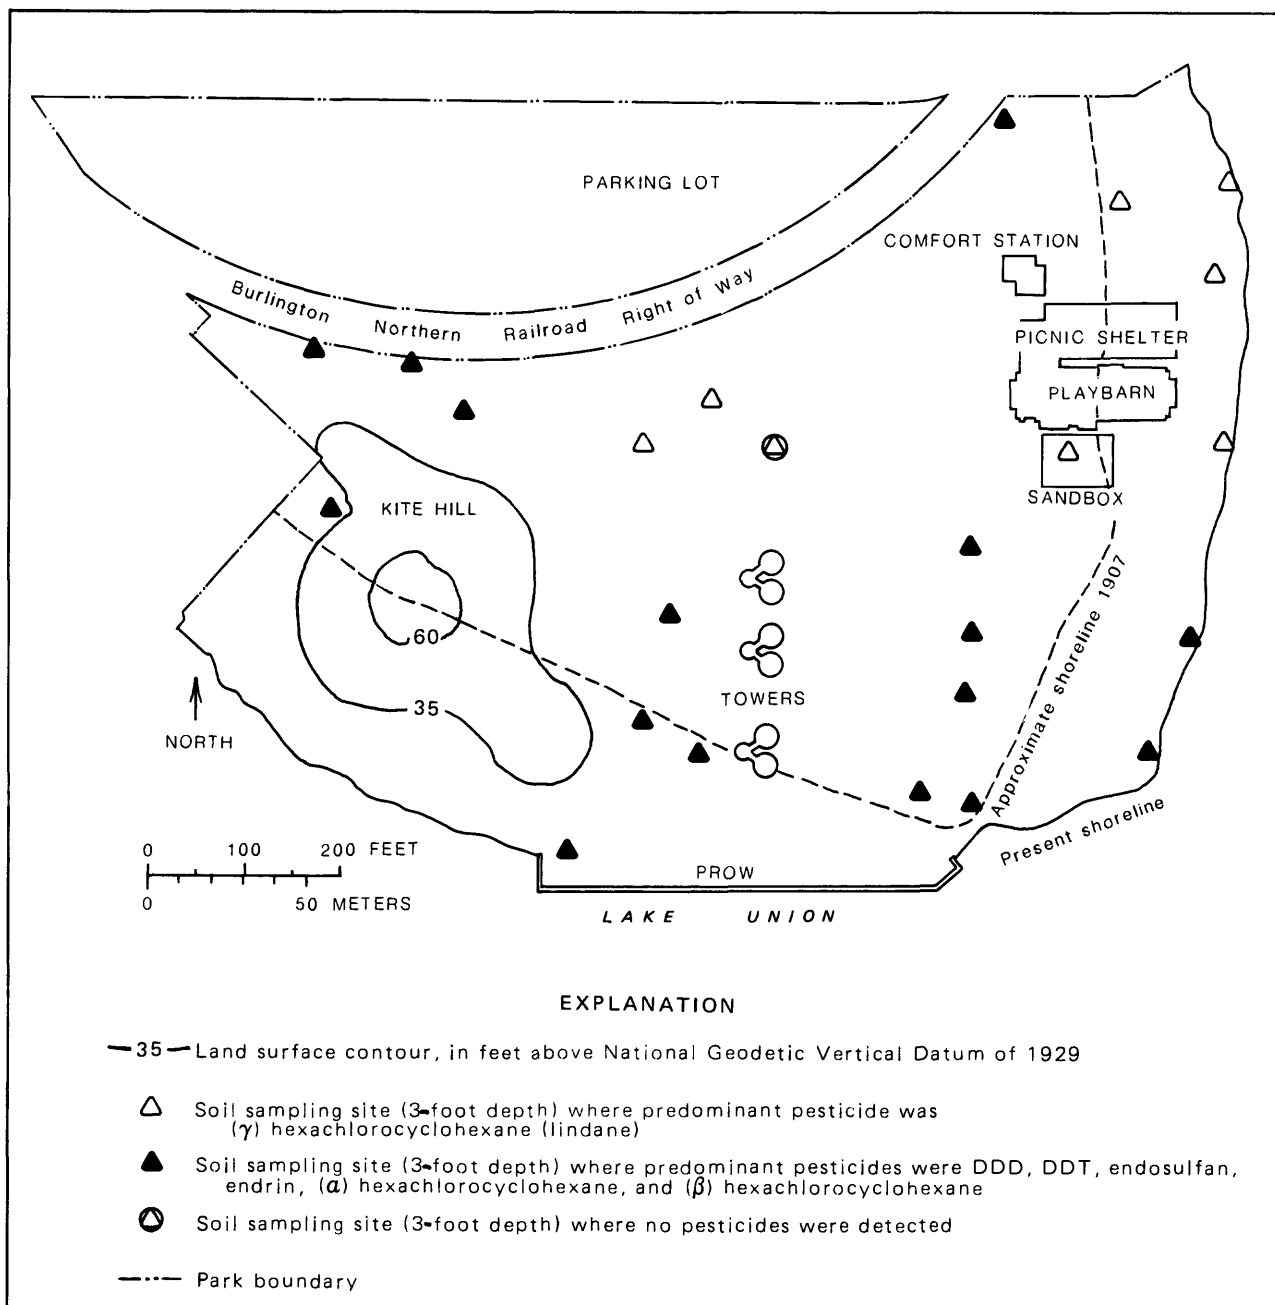 PARKING LOT
COMFORT STATION
Burlington Northern Railroad Right of Way
PICNIC SHELTER
PLAYBARN
SANDBOX
KITE HILL
60
35
TOWERS
NORTH
Approximate shoreline 1907
Present shoreline
0 100 200 FEET
0 50 METERS
PROW
LAKE UNION
EXPLANATION
35 Land surface contour, in feet above National Geodetic Vertical Datum of 1929
Soil sampling site (3-foot depth) where predominant pesticide was
(γ) hexachlorocyclohexane (lindane)
Soil sampling site (3-foot depth) where predominant pesticides were DDD, DDT, endosulfan,
endrin, (α) hexachlorocyclohexane, and (β) hexachlorocyclohexane
Soil sampling site (3-foot depth) where no pesticides were detected
Park boundary